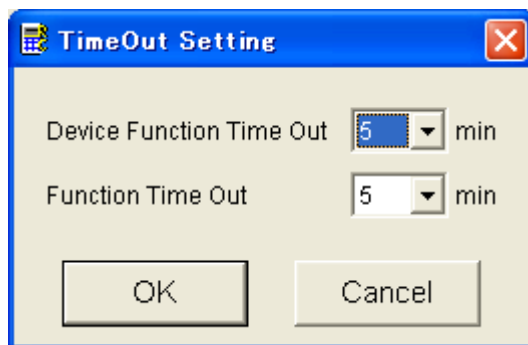 TimeOut Setting
Device Function Time Out 5 min
Function Time Out 5 min
OK Cancel